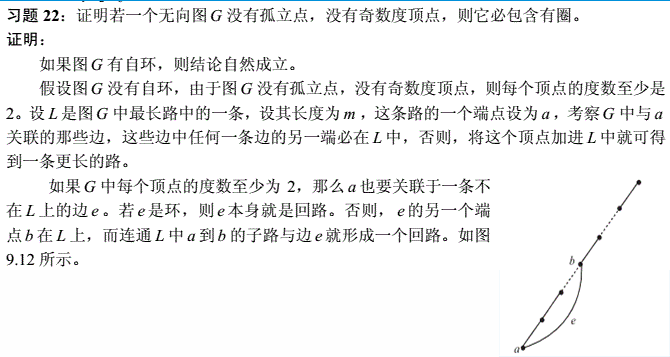 习题 22：证明若一个无向图 G 没有孤立点，没有奇数度顶点，则它必包含有圈。
证明：
如果图 G 有自环，则结论自然成立。
假设图 G 没有自环，由于图 G 没有孤立点，没有奇数度顶点，则每个顶点的度数至少是
2。设 L 是图 G 中最长路中的一条，设其长度为 m，这条路的一个端点设为 a，考察 G 中与 a
关联的那些边，这些边中任何一条边的另一端必在 L 中，否则，将这个顶点加进 L 中就可得
到一条更长的路。
如果 G 中每个顶点的度数至少为 2，那么 a 也要关联于一条不
在 L 上的边 e。若 e 是环，则 e 本身就是回路。否则， e 的另一个端
点 b 在 L 上，而连通 L 中 a 到 b 的子路与边 e 就形成一个回路。如图
9.12 所示。
b
e
a